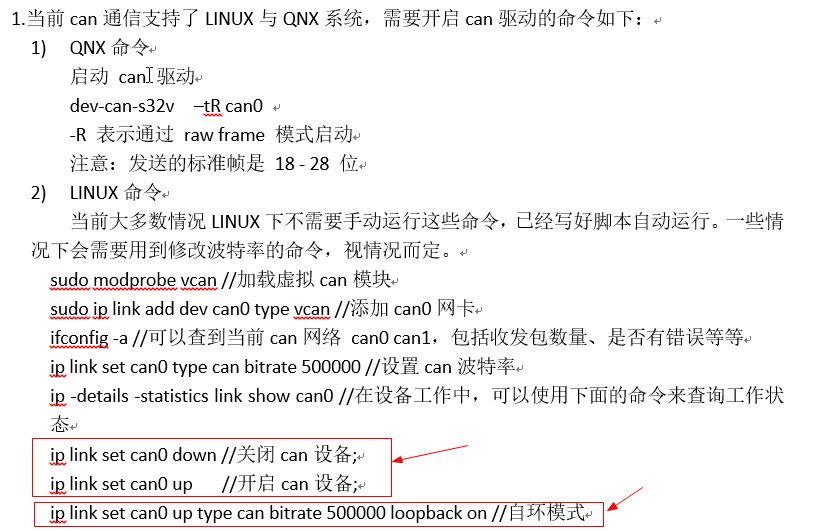 1.当前 can 通信支持了 LINUX 与 QNX 系统，需要开启 can 驱动的命令如下：
1) QNX 命令
启动 can 驱动
dev-can-s32v –tR can0
-R 表示通过 raw frame 模式启动
注意：发送的标准帧是 18 - 28 位
2) LINUX 命令
当前大多数情况 LINUX 下不需要手动运行这些命令，已经写好脚本自动运行。一些情
况下会需要用到修改波特率的命令，视情况而定。
sudo modprobe vcan //加载虚拟 can 模块
sudo ip link add dev can0 type vcan //添加 can0 网卡
ifconfig -a //可以查到当前 can 网络 can0 can1，包括收发包数量、是否有错误等等
ip link set can0 type can bitrate 500000 //设置 can 波特率
ip -details -statistics link show can0 //在设备工作中，可以使用下面的命令来查询工作状
态
ip link set can0 down //关闭 can 设备;
ip link set can0 up //开启 can 设备;
ip link set can0 up type can bitrate 500000 loopback on //自环模式